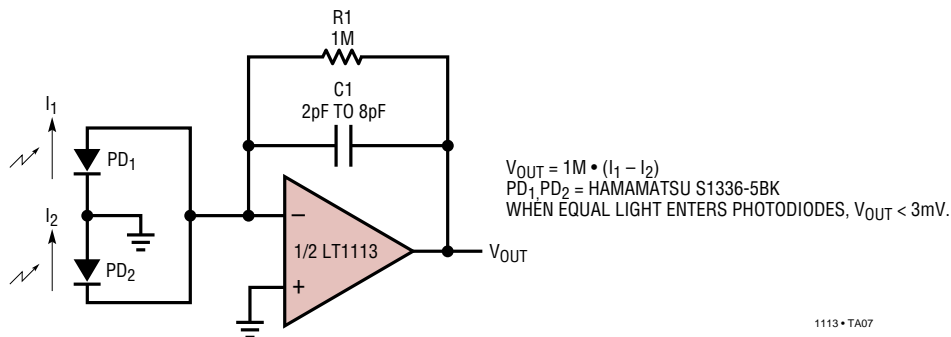 R1
1M
C1
2pF TO 8pF
I1
PD1
I2
PD2
–
+
1/2 LT1113
VOUT
VOUT = 1M • (I1 – I2)
PD1,PD2 = HAMAMATSU S1336-5BK
WHEN EQUAL LIGHT ENTERS PHOTODIODES, VOUT < 3mV.
1113 • TA07